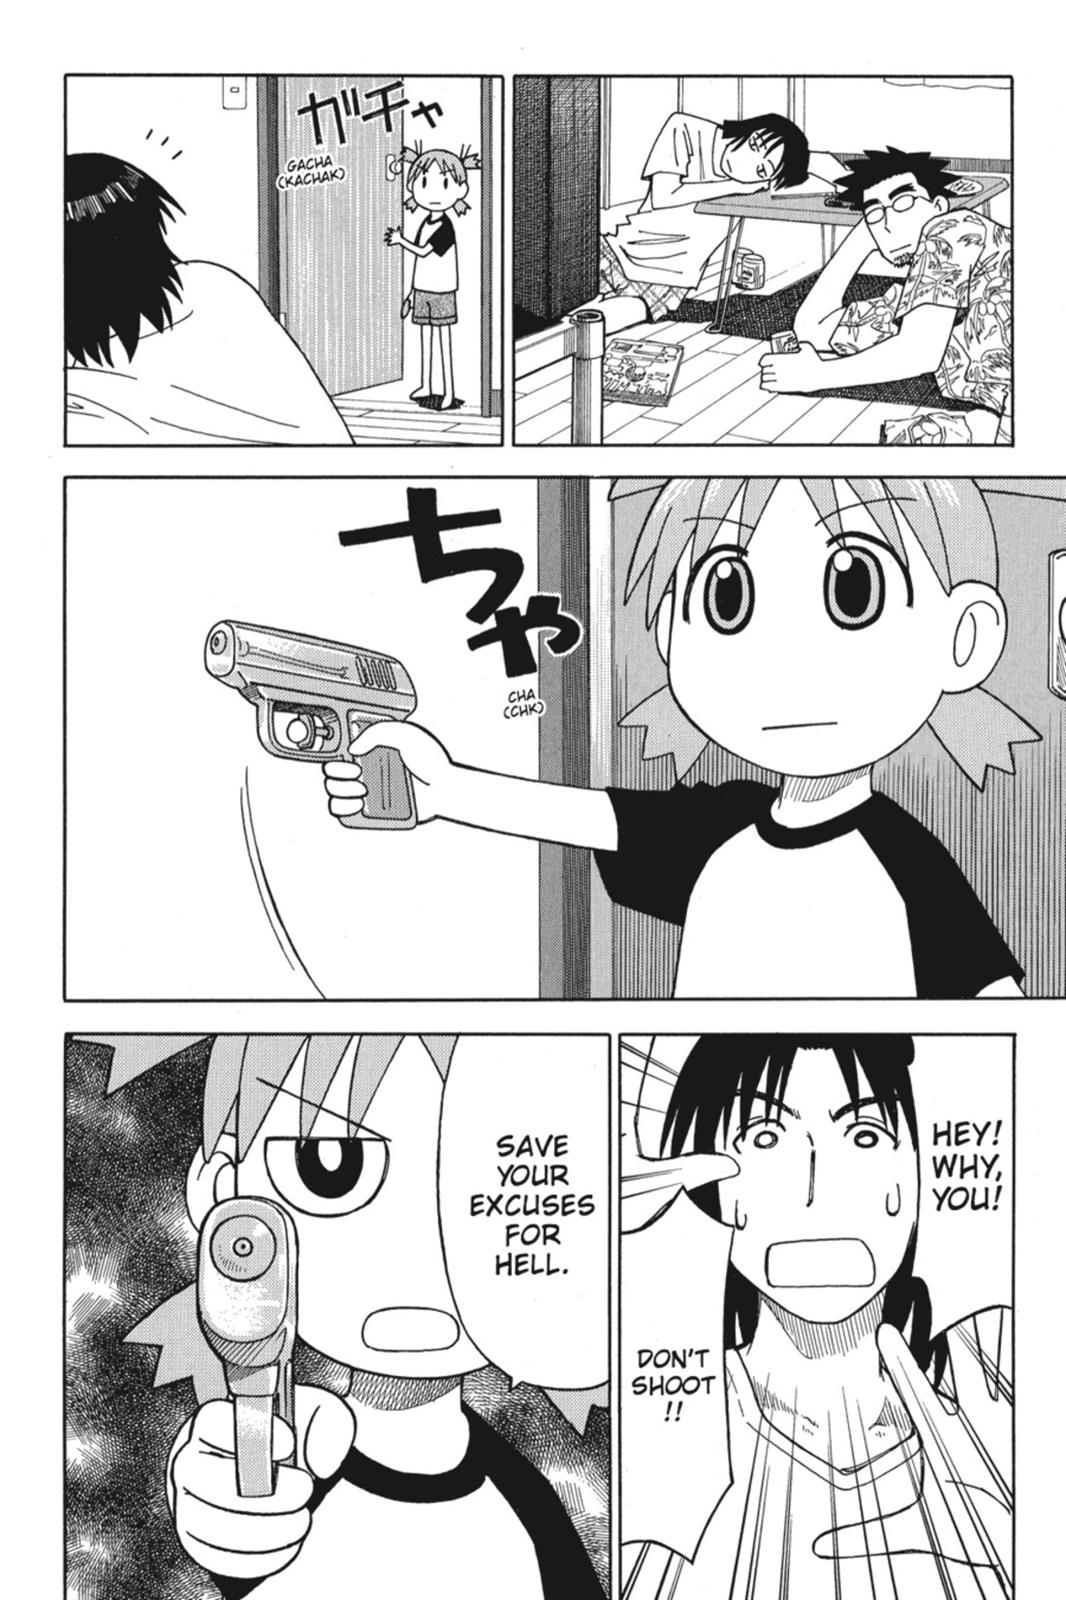 ガチャ
GACHA
(KACHAK)
ちゃ
CHA
(CHK)
HEY!
WHY,
YOU!
DON'T
SHOOT
!!
SAVE
YOUR
EXCUSES
FOR
HELL.